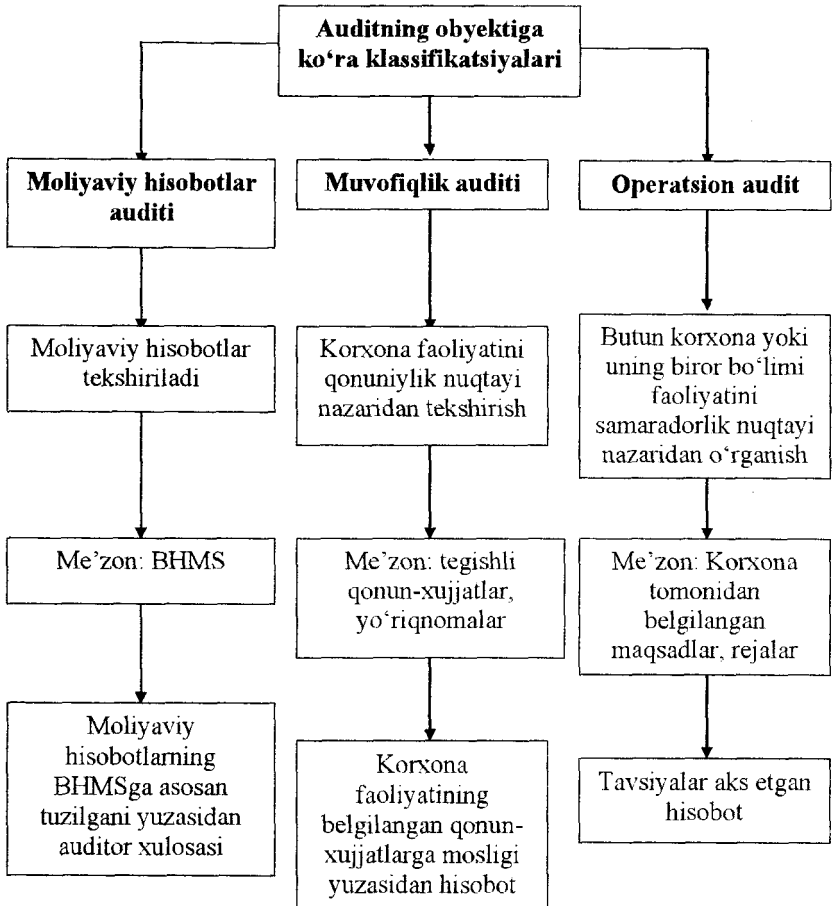 Auditning obyektiga
ko‘ra klassifikatsiyalari
Moliyaviy hisobotlar
auditi
Muvofiqlik auditi
Operatsion audit
Moliyaviy hisobotlar
tekshiriladi
Korxona faoliyatini
qonuniylik nuqtayi
nazaridan tekshirish
Butun korxona yoki
uning biror bo‘limi
faoliyatini
samaradorlik nuqtayi
nazaridan o‘rganish
Me’zon: BHMS
Me’zon: tegishli
qonun-xujjatlar,
yo‘riqnomalar
Me’zon: Korxona
tomonidan
belgilangan
maqsadlar, rejalar
Moliyaviy
hisobotlarning
BHMSga asosan
tuzilgani yuzasidan
auditor xulosasi
Korxona
faoliyatining
belgilangan qonun-
xujjatlarga mosligi
yuzasidan hisobot
Tavsiyalar aks etgan
hisobot